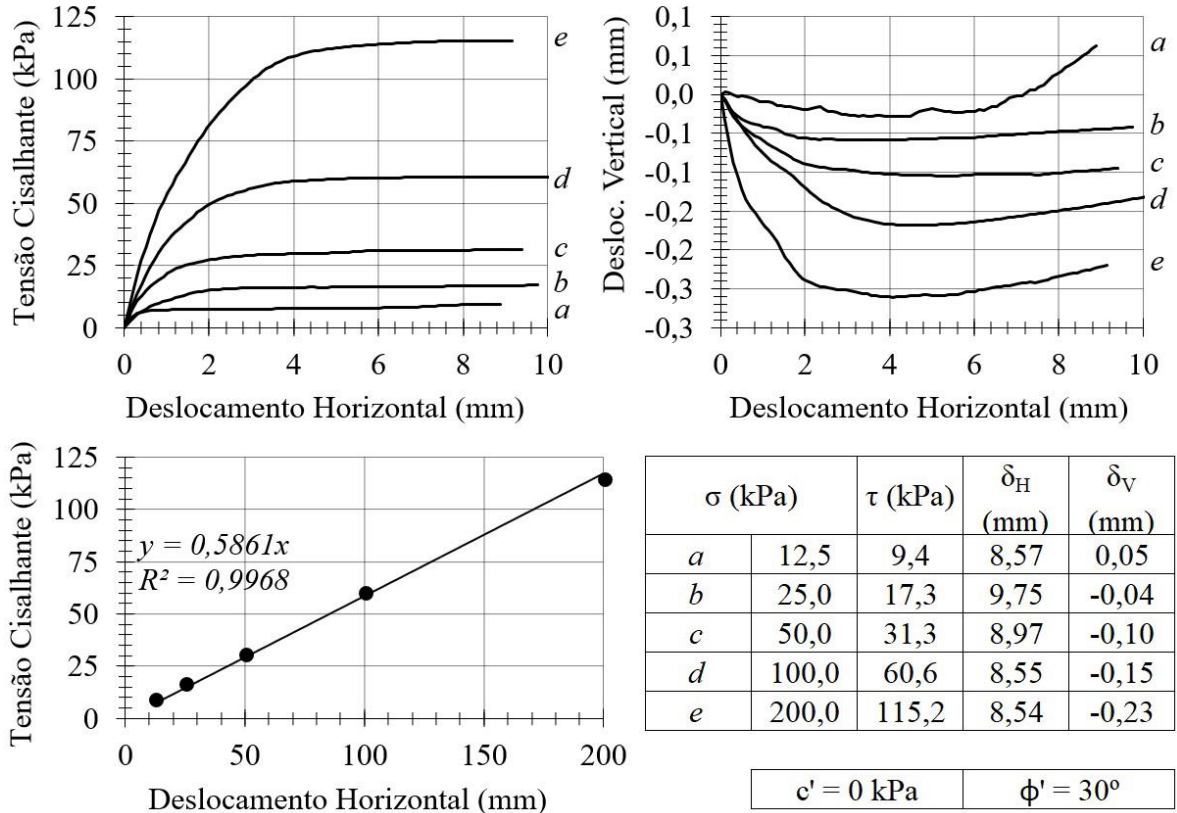 125
100
75
50
25
0
Tensão Cisalhante (kPa)
e
d
c
b
a
0 2 4 6 8 10
Deslocamento Horizontal (mm)
0,1
0,1
0,0
-0,1
-0,1
-0,2
-0,2
-0,3
-0,3
Desloc. Vertical (mm)
a
b
c
d
e
0 2 4 6 8 10
Deslocamento Horizontal (mm)
125
100
75
50
25
0
Tensão Cisalhante (kPa)
y = 0,5861x
R² = 0,9968
0 50 100 150 200
Deslocamento Horizontal (mm)
σ (kPa) τ (kPa) δH (mm) δV (mm)
a 12,5 9,4 8,57 0,05
b 25,0 17,3 9,75 -0,04
c 50,0 31,3 8,97 -0,10
d 100,0 60,6 8,55 -0,15
e 200,0 115,2 8,54 -0,23
c' = 0 kPa ϕ' = 30º